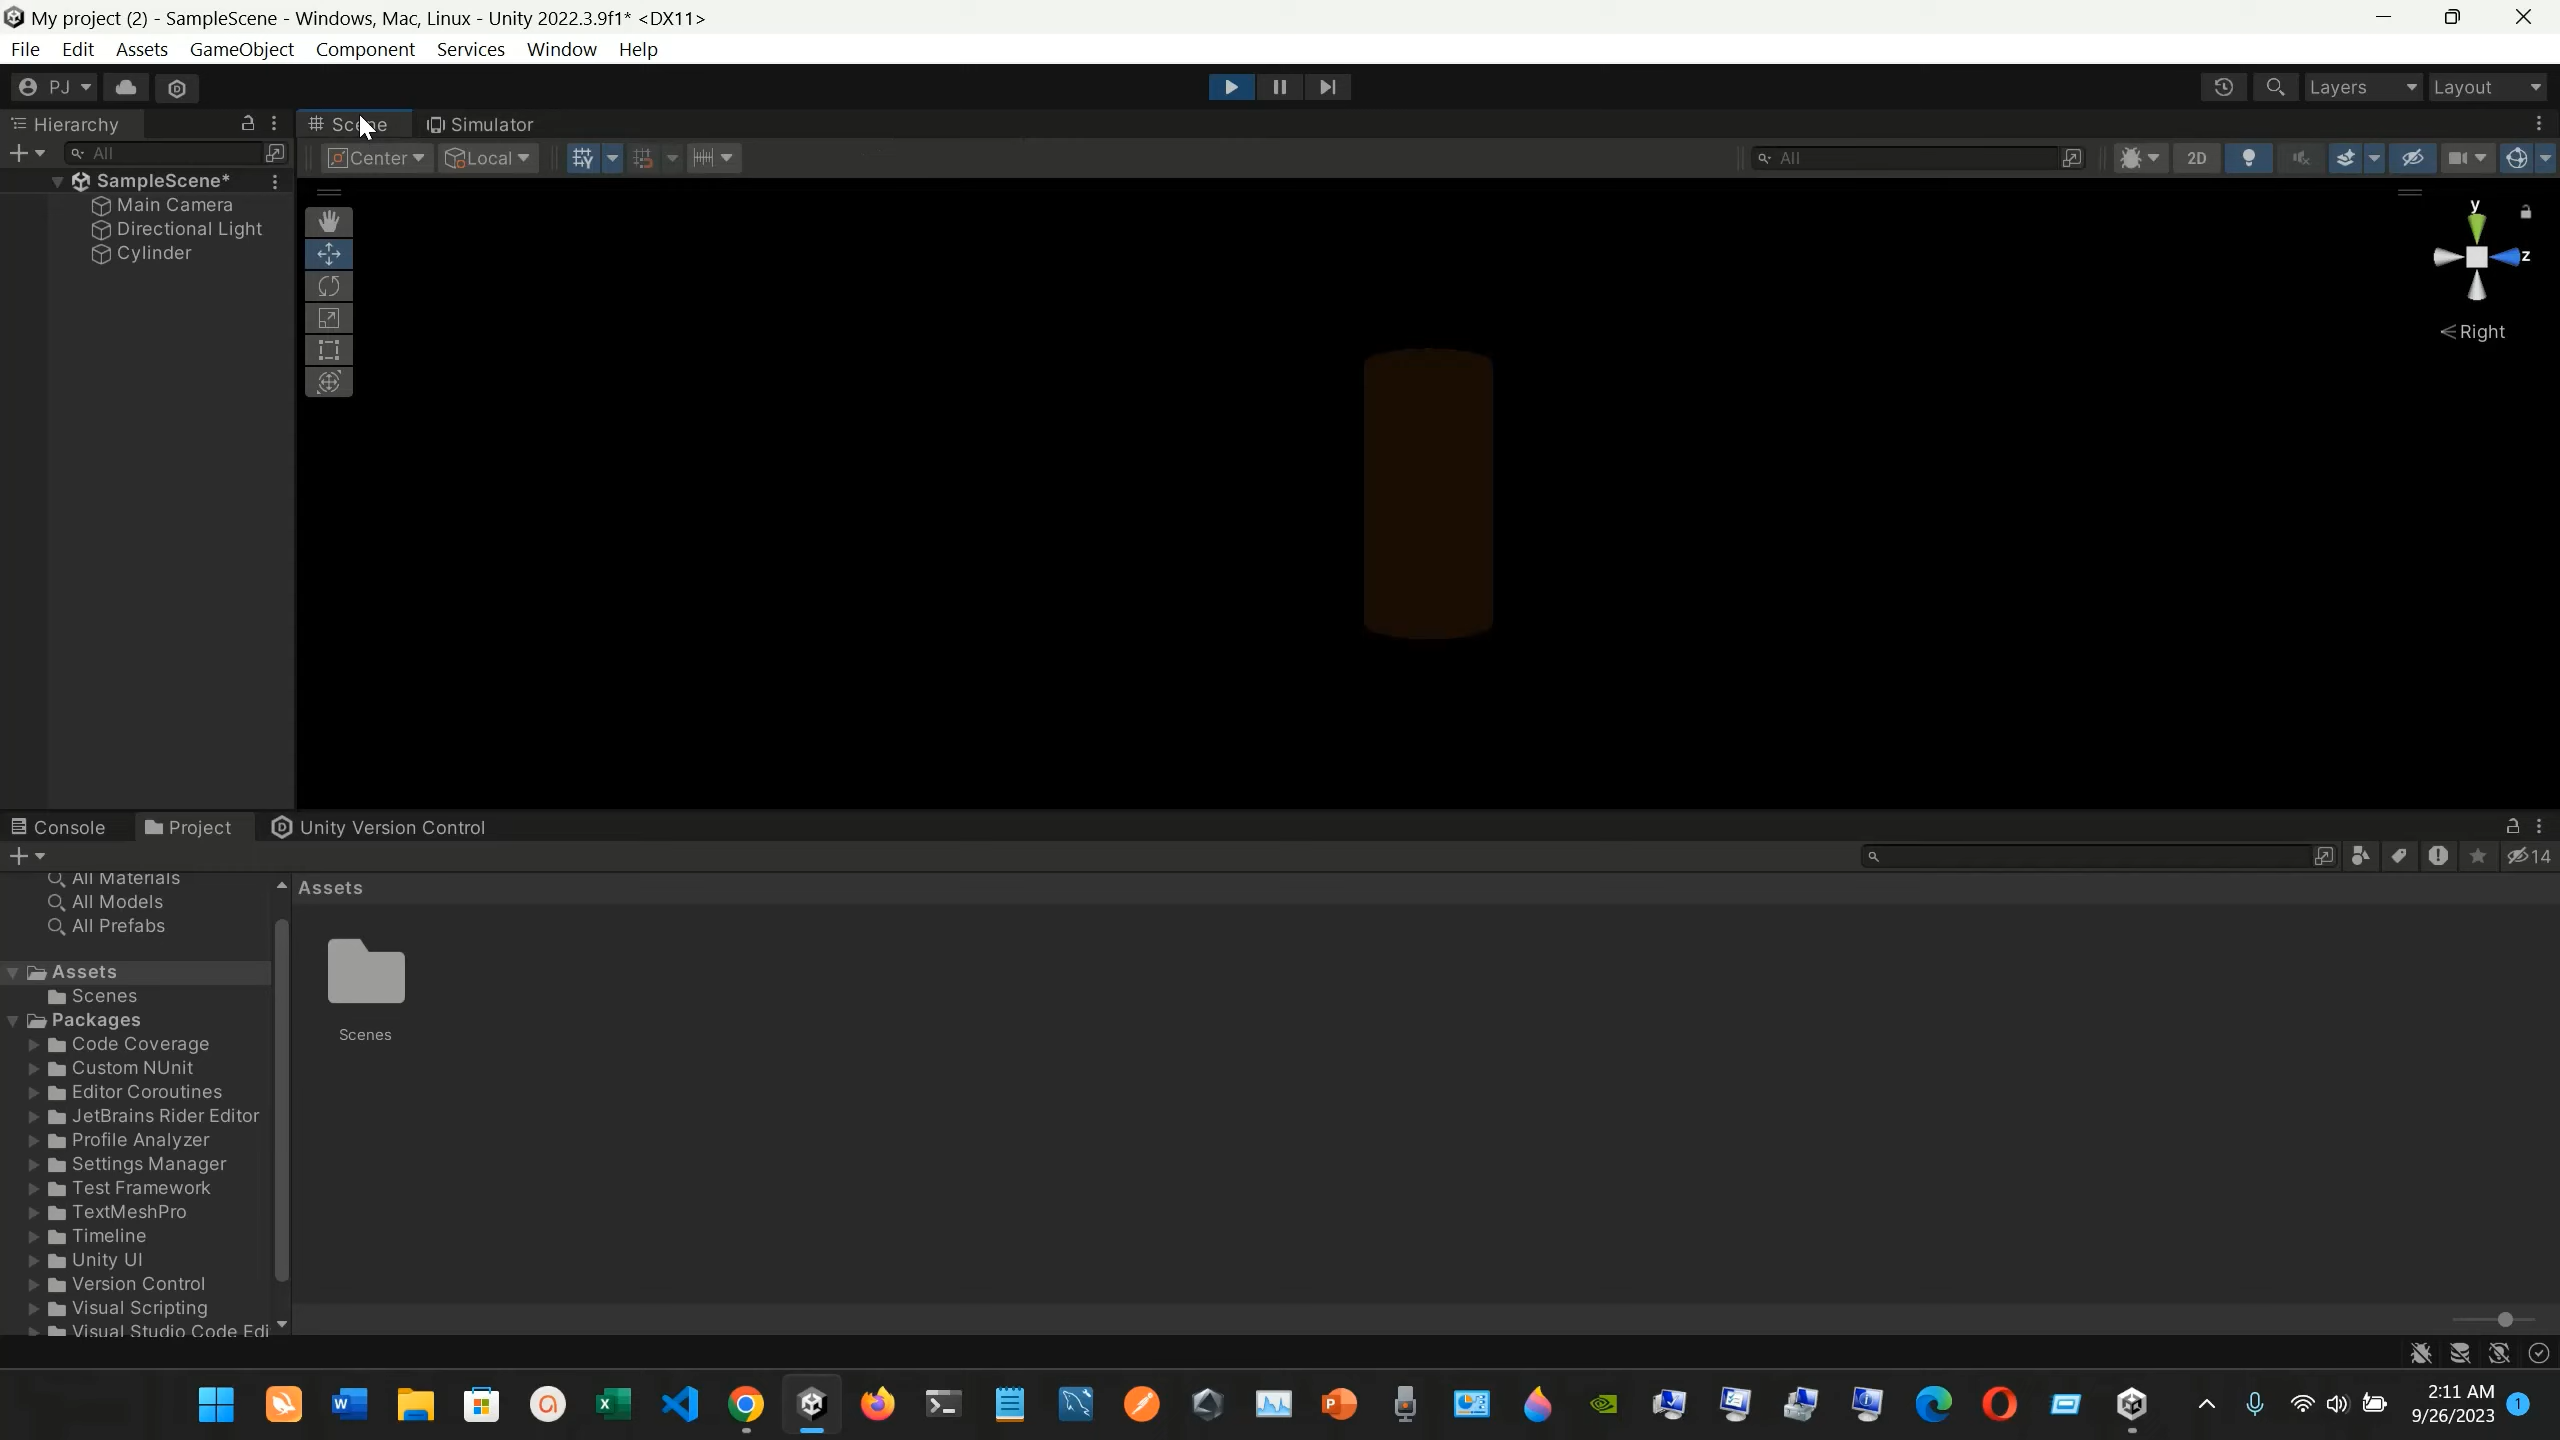 My project (2) - SampleScene - Windows, Mac, Linux - Unity 2022.3.9f1* <DX11>
File Edit Assets GameObject Component Services Window Help
PJ Layers Layout
Hierarchy Scene Simulator
All Center Local All 2D
SampleScene*
Main Camera
Directional Light
Cylinder
y
z
Right
Console Project Unity Version Control
14
All Materials
All Models
All Prefabs
Assets
Scenes
Packages
Code Coverage
Custom NUnit
Editor Coroutines
JetBrains Rider Editor
Profile Analyzer
Settings Manager
Test Framework
TextMeshPro
Timeline
Unity UI
Version Control
Visual Scripting
Visual Studio Code Edi
Assets
Scenes
2:11 AM
9/26/2023
1